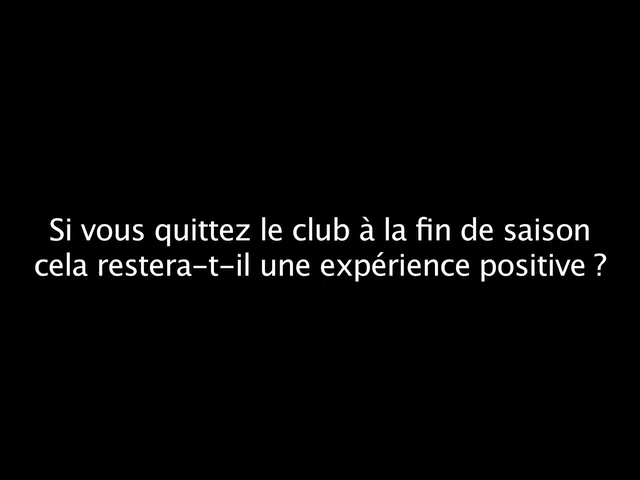 Si vous quittez le club à la fin de saison
cela restera-t-il une expérience positive ?